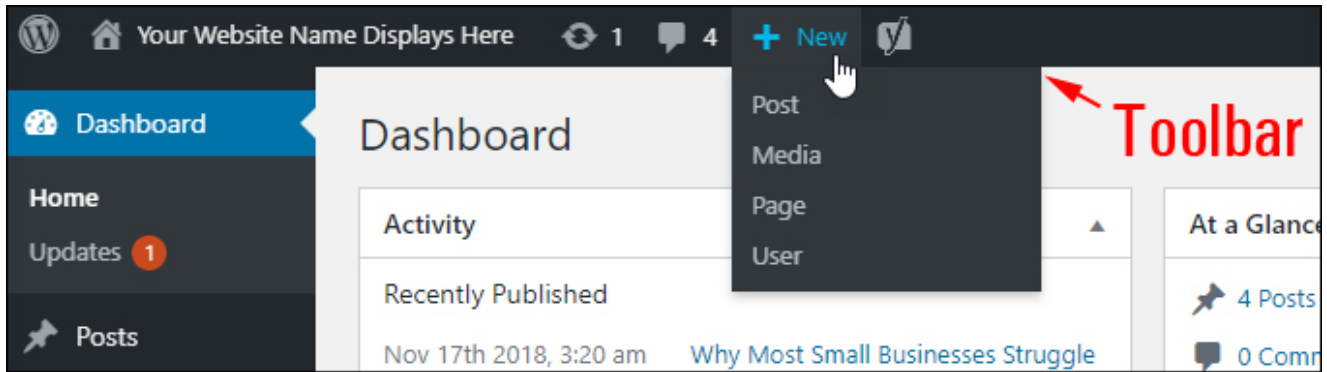 Your Website Name Displays Here 1 4 + New
Dashboard
Home
Updates 1
Posts
Dashboard
Activity
Recently Published
Nov 17th 2018, 3:20 am Why Most Small Businesses Struggle
Post
Media
Page
User
Toolbar
At a Glance
4 Posts
0 Comm